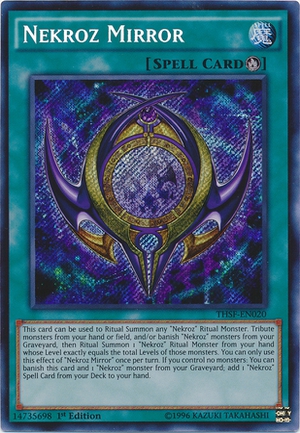 NEKROZ MIRROR
[SPELL CARD]
THSF-EN020
This card can be used to Ritual Summon any "Nekroz" Ritual Monster. Tribute
monsters from your hand or field, and/or banish "Nekroz" monsters from your
Graveyard, then Ritual Summon 1 "Nekroz" Ritual Monster from your hand
whose Level exactly equals the total Levels of those monsters. You can only use
this effect of "Nekroz Mirror" once per turn. If you control no monsters: You can
banish this card and 1 "Nekroz" monster from your Graveyard; add 1 "Nekroz"
Spell Card from your Deck to your hand.
14735698 1st Edition ©1996 KAZUKI TAKAHASHI